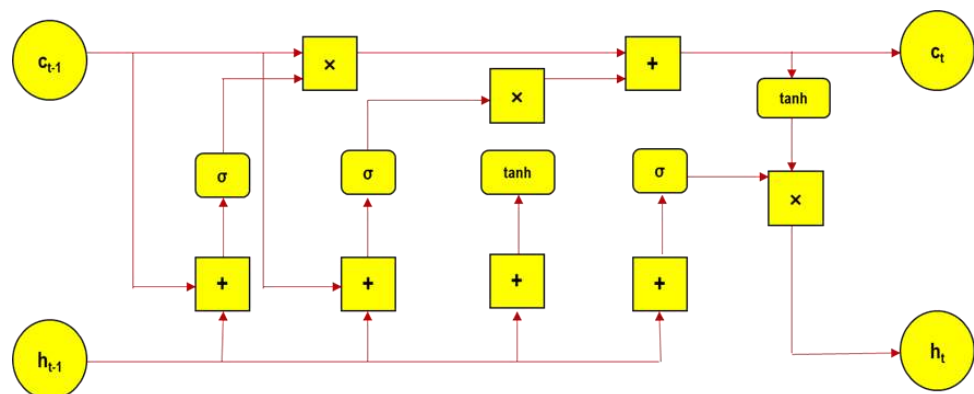 c_{t-1}
×
+
c_t
×
tanh
σ
σ
tanh
σ
×
+
+
+
+
h_{t-1}
h_t